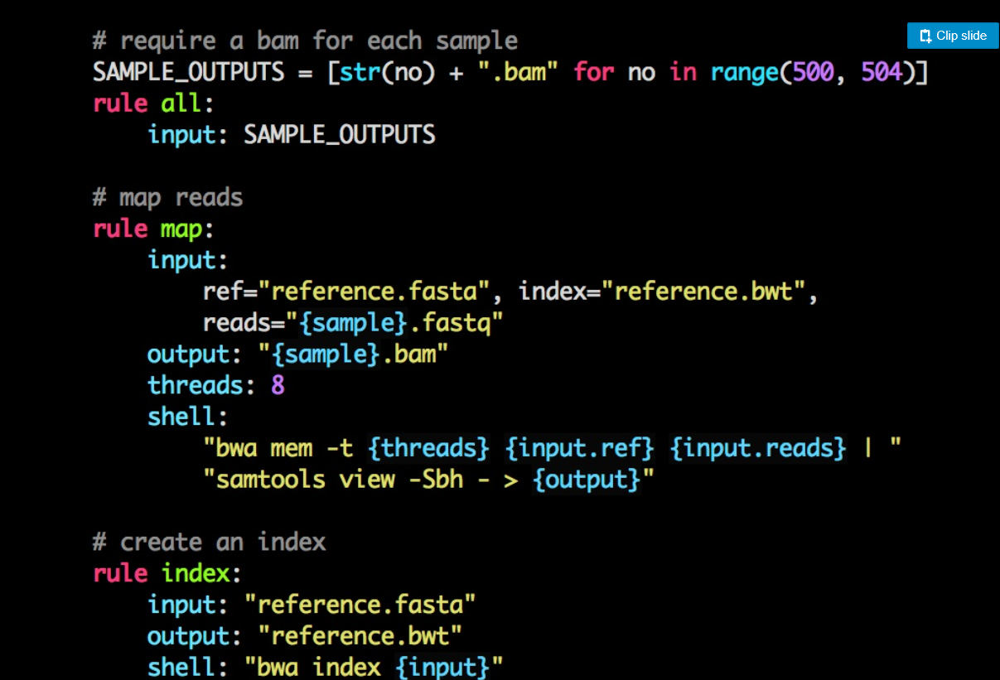 Clip slide
# require a bam for each sample
SAMPLE_OUTPUTS = [str(no) + ".bam" for no in range(500, 504)]
rule all:
    input: SAMPLE_OUTPUTS

# map reads
rule map:
    input:
        ref="reference.fasta", index="reference.bwt",
        reads="{sample}.fastq"
    output: "{sample}.bam"
    threads: 8
    shell:
        "bwa mem -t {threads} {input.ref} {input.reads} | "
        "samtools view -Sbh - > {output}"

# create an index
rule index:
    input: "reference.fasta"
    output: "reference.bwt"
    shell: "bwa index {input}"